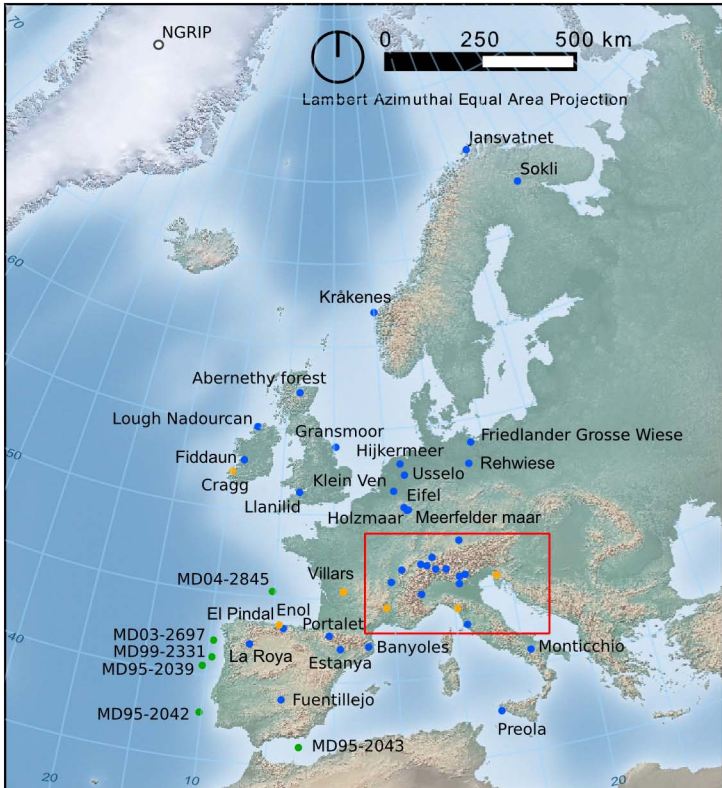 70
NGRIP
0 250 500 km
Lambert Azimuthal Equal Area Projection
Jansvatnet
Sokli
60
Kråkenes
Abernethy forest
Lough Nadourcan
Gransmoor
Friedlander Grosse Wiese
Hijkermeer
50
Fiddaun
Rehwiese
Usselo
Cragg
Klein Ven
Eifel
Llanilid
Holzmaar
Meerfelder maar
MD04-2845
Villars
El Pindal
Enol
Portalet
40
MD03-2697
MD99-2331
La Roya
Banyoles
Monticchio
MD95-2039
Estanya
Fuentillejo
MD95-2042
Preola
MD95-2043
20
10
20